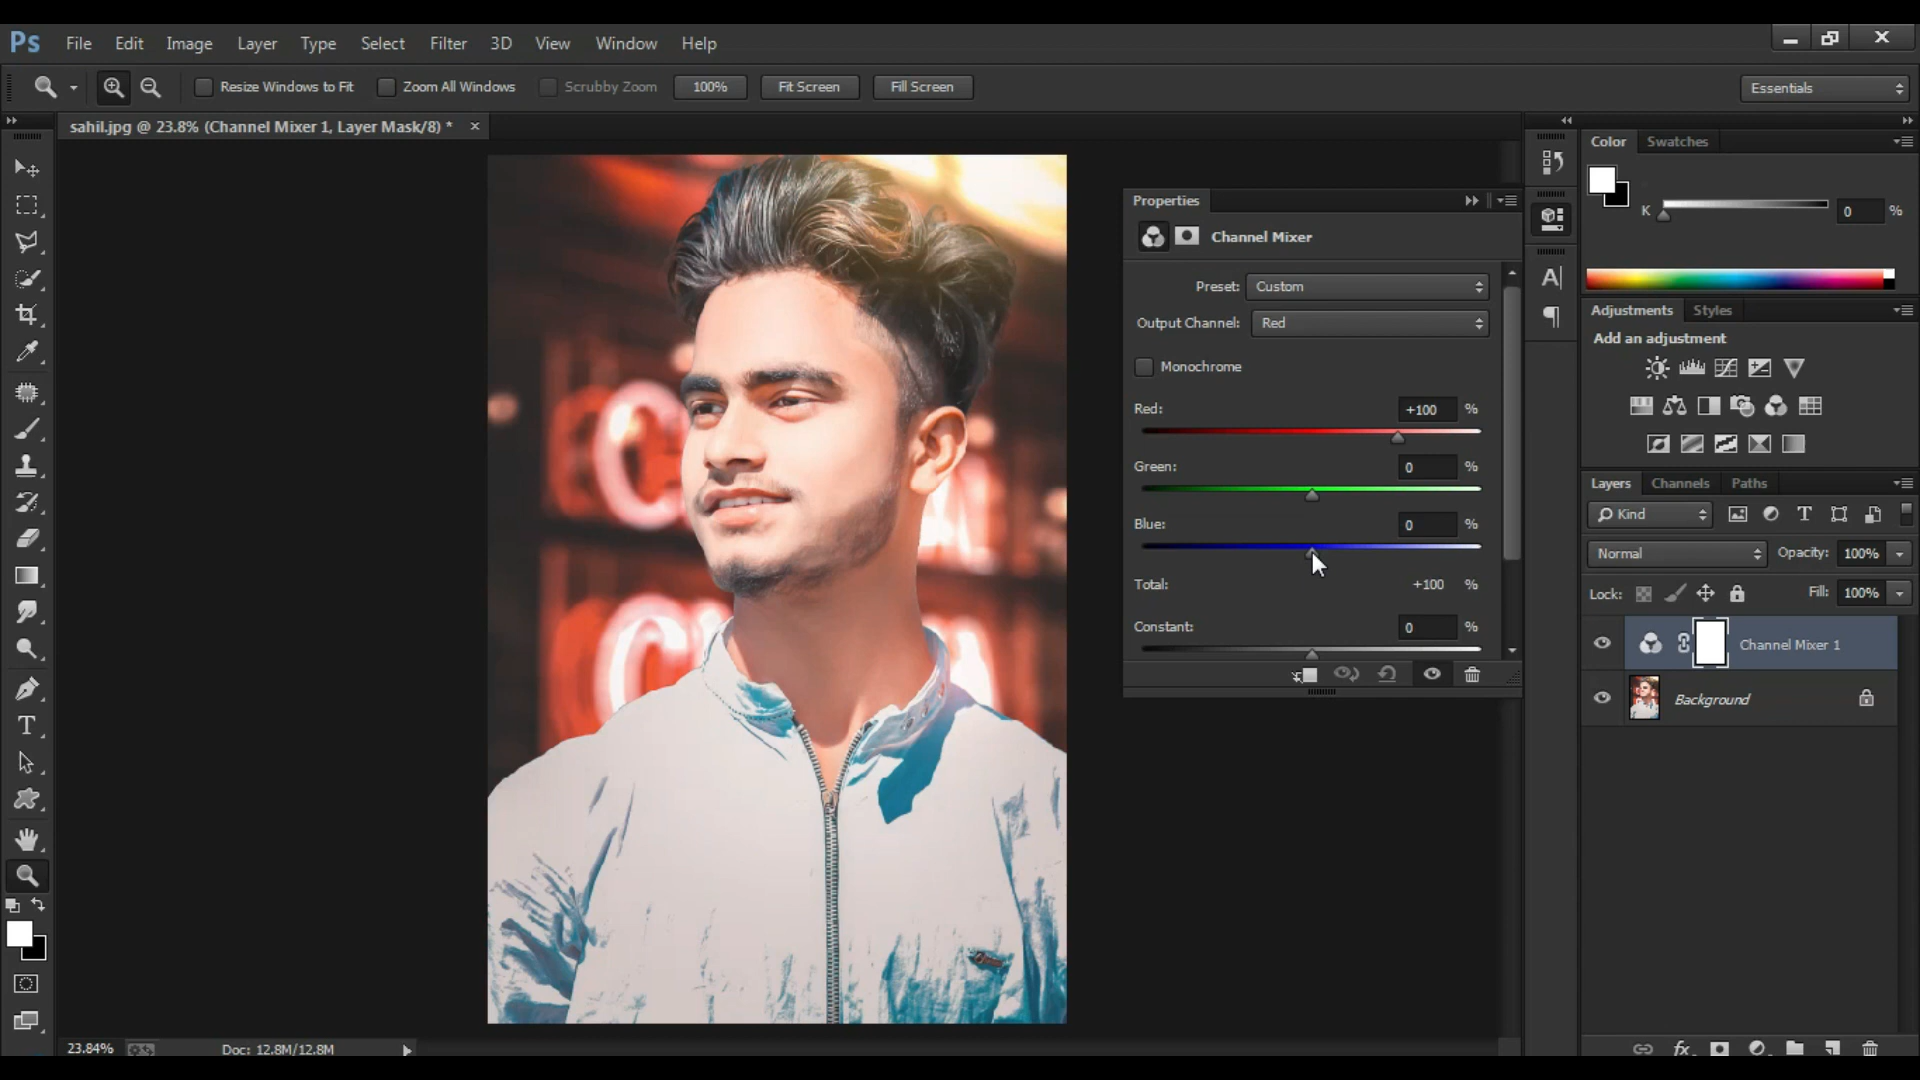 Ps File Edit Image Layer Type Select Filter 3D View Window Help
Resize Windows to Fit Zoom All Windows Scrubby Zoom 100% Fit Screen Fill Screen Essentials
sahil.jpg @ 23.8% (Channel Mixer 1, Layer Mask/8) *
Color Swatches
K 0 %
Properties
Channel Mixer
Preset: Custom
Output Channel: Red
Monochrome
Red: +100 %
Green: 0 %
Blue: 0 %
Total: +100 %
Constant: 0 %
Adjustments Styles
Add an adjustment
Layers Channels Paths
Kind
Normal Opacity: 100%
Lock: Fill: 100%
Channel Mixer 1
Background
23.84% Doc: 12.8M/12.8M